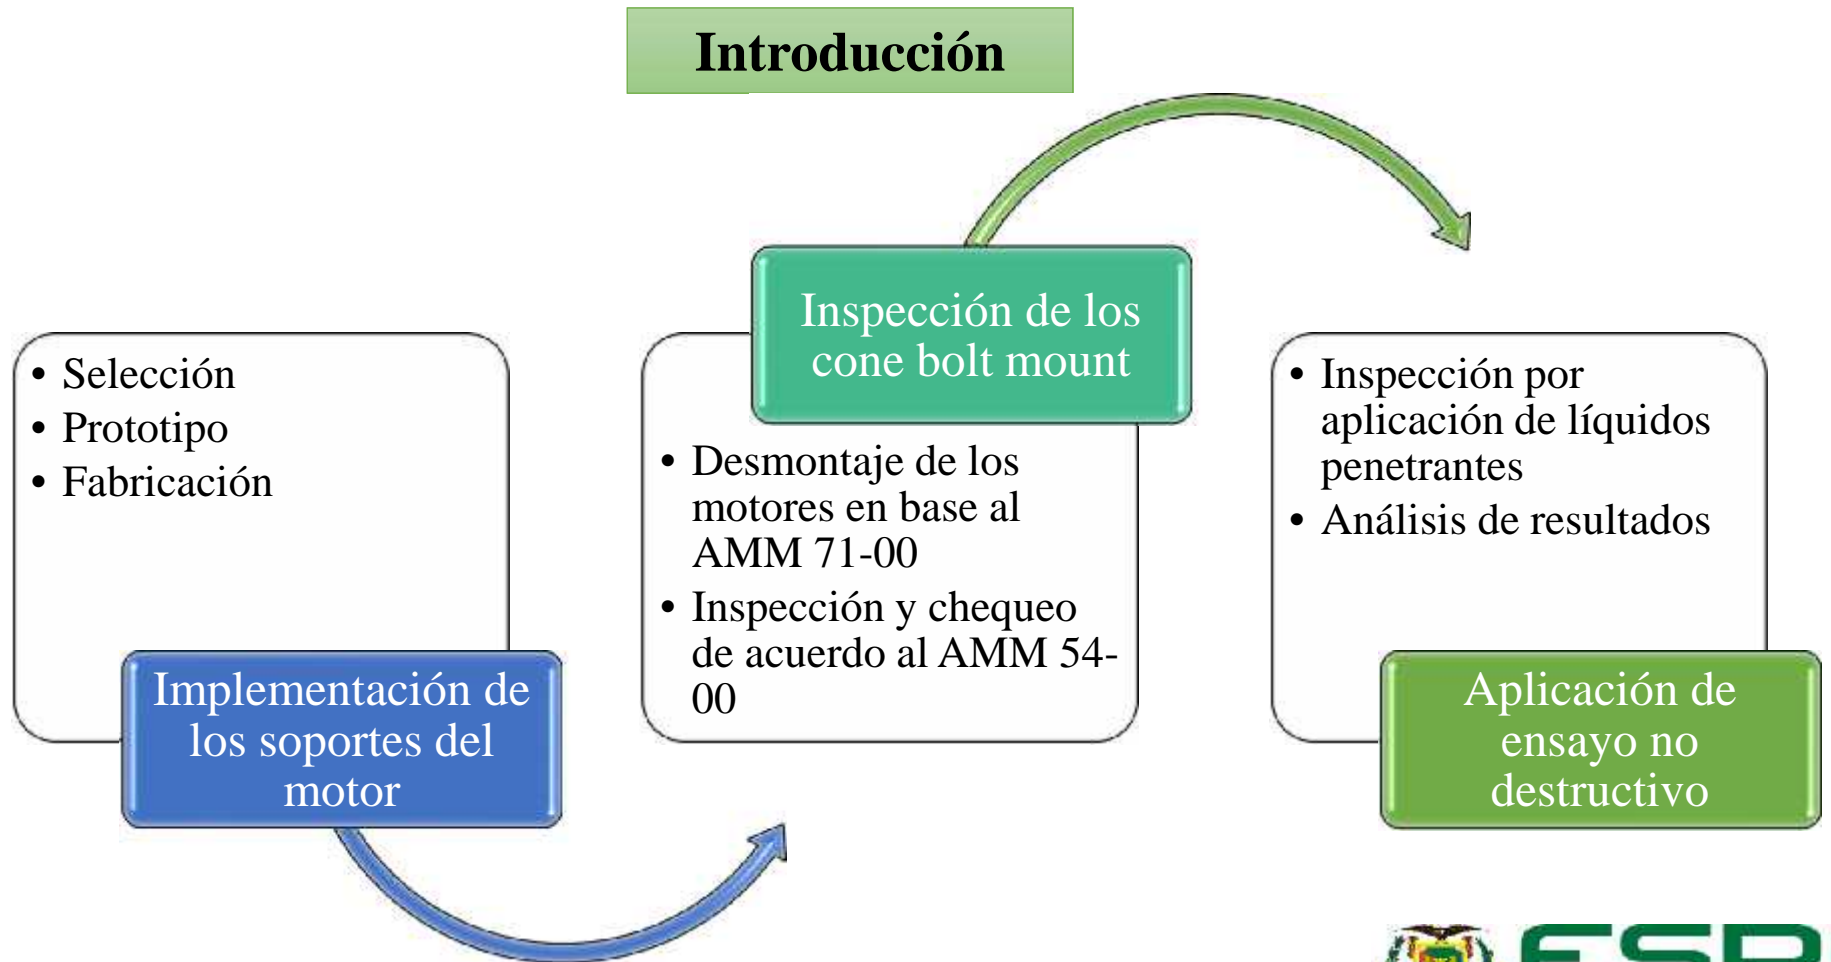 Introducción
• Selección
• Prototipo
• Fabricación
Implementación de
los soportes del
motor
Inspección de los
cone bolt mount
• Desmontaje de los
motores en base al
AMM 71-00
• Inspección y chequeo
de acuerdo al AMM 54-
00
• Inspección por
aplicación de líquidos
penetrantes
• Análisis de resultados
Aplicación de
ensayo no
destructivo